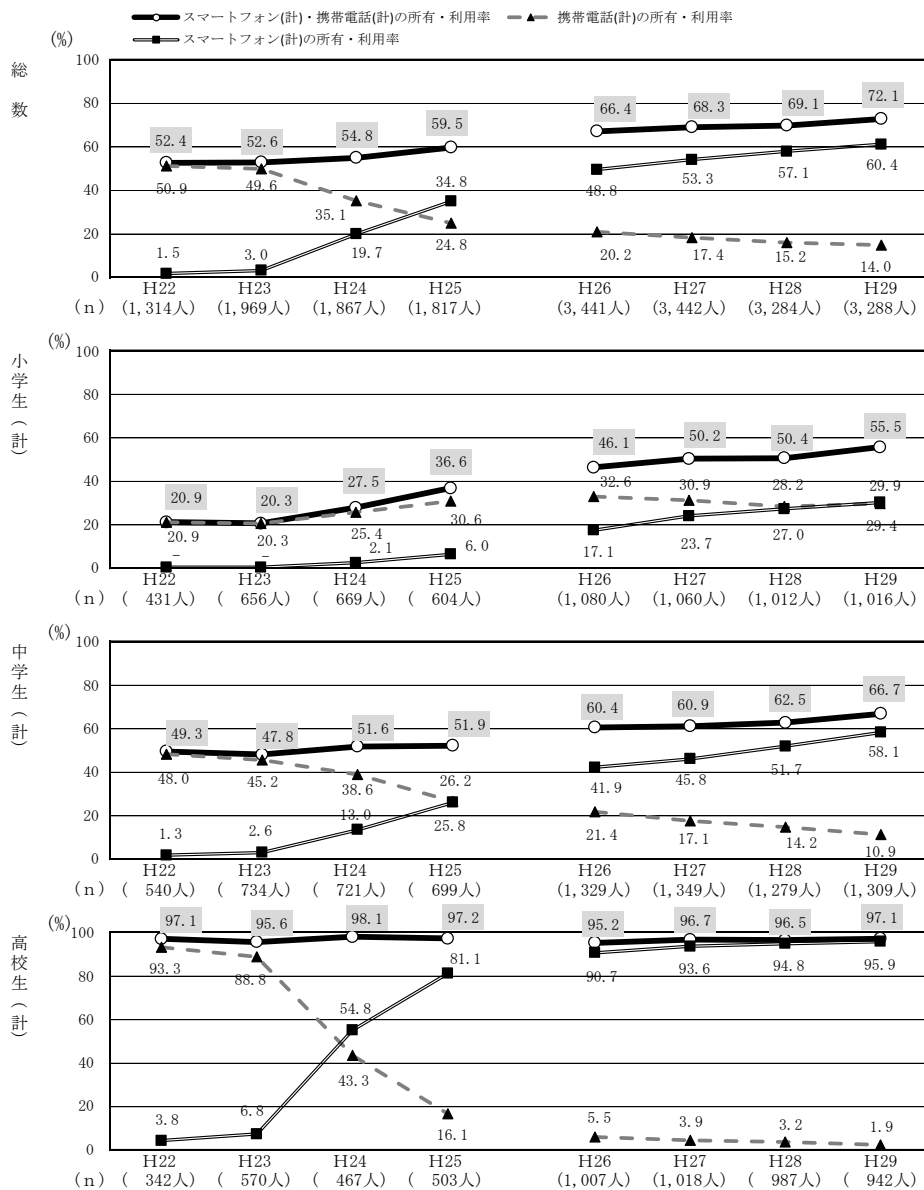 スマートフォン(計)・携帯電話(計)の所有・利用率 携帯電話(計)の所有・利用率
スマートフォン(計)の所有・利用率
総数
(%)
100
80
60
40
20
0
52.4 52.6 54.8 59.5 66.4 68.3 69.1 72.1
50.9 49.6 35.1 24.8 20.2 17.4 15.2 14.0
1.5 3.0 19.7 34.8 48.8 53.3 57.1 60.4
H22 H23 H24 H25 H26 H27 H28 H29
(n) (1,314人) (1,969人) (1,867人) (1,817人) (3,441人) (3,442人) (3,284人) (3,288人)
小学生(計)
(%)
100
80
60
40
20
0
20.9 20.3 27.5 36.6 46.1 50.2 50.4 55.5
20.9 20.3 25.4 30.6 32.6 30.9 28.2 29.9
– – 2.1 6.0 17.1 23.7 27.0 29.4
H22 H23 H24 H25 H26 H27 H28 H29
(n) ( 431人) ( 656人) ( 669人) ( 604人) (1,080人) (1,060人) (1,012人) (1,016人)
中学生(計)
(%)
100
80
60
40
20
0
49.3 47.8 51.6 51.9 60.4 60.9 62.5 66.7
48.0 45.2 38.6 26.2 21.4 17.1 14.2 10.9
1.3 2.6 13.0 25.8 41.9 45.8 51.7 58.1
H22 H23 H24 H25 H26 H27 H28 H29
(n) ( 540人) ( 734人) ( 721人) ( 699人) (1,329人) (1,349人) (1,279人) (1,309人)
高校生(計)
(%)
100
80
60
40
20
0
97.1 95.6 98.1 97.2 95.2 96.7 96.5 97.1
93.3 88.8 43.3 16.1 5.5 3.9 3.2 1.9
3.8 6.8 54.8 81.1 90.7 93.6 94.8 95.9
H22 H23 H24 H25 H26 H27 H28 H29
(n) ( 342人) ( 570人) ( 467人) ( 503人) (1,007人) (1,018人) ( 987人) ( 942人)